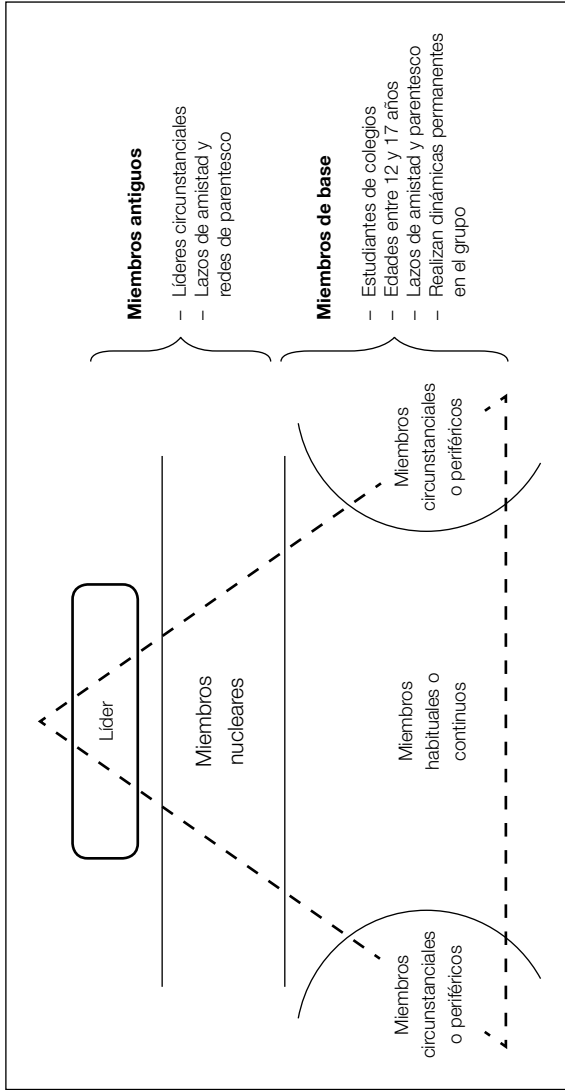 Líder
Miembros
nucleares
Miembros
habituales o
continuos
Miembros
circunstanciales
o periféricos
Miembros
circunstanciales
o periféricos
Miembros antiguos
– Líderes circunstanciales
– Lazos de amistad y
redes de parentesco
Miembros de base
– Estudiantes de colegios
– Edades entre 12 y 17 años
– Lazos de amistad y parentesco
– Realizan dinámicas permanentes
en el grupo